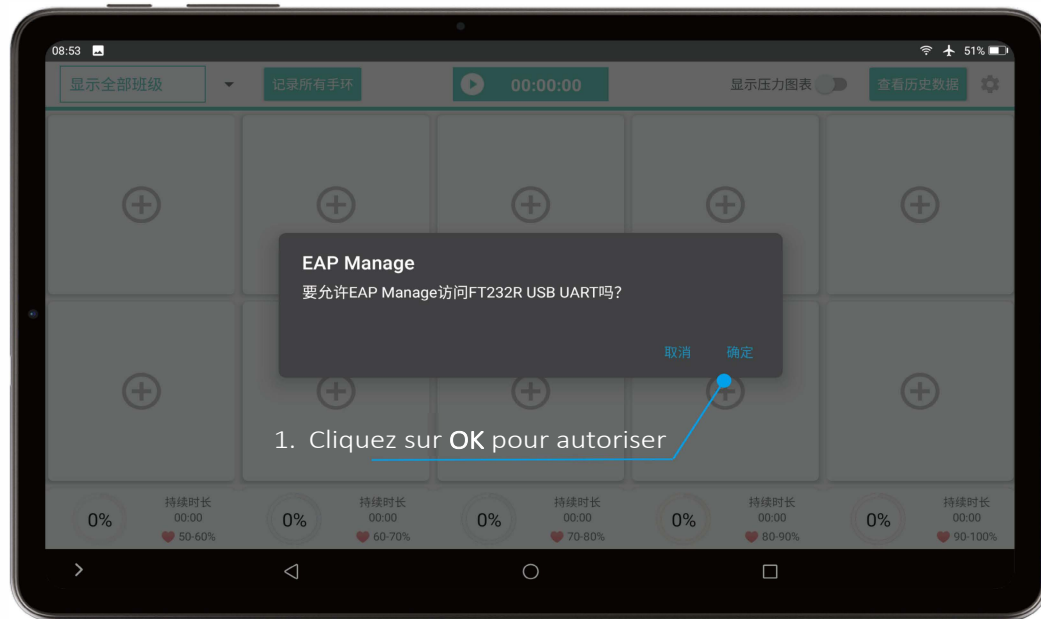 08:53
51%
显示全部班级
记录所有手环
00:00:00
显示压力图表
查看历史数据
EAP Manage
要允许EAP Manage访问FT232R USB UART吗?
取消
确定
1. Cliquez sur OK pour autoriser
0%
持续时长
00:00
50-60%
0%
持续时长
00:00
60-70%
0%
持续时长
00:00
70-80%
0%
持续时长
00:00
80-90%
0%
持续时长
00:00
90-100%